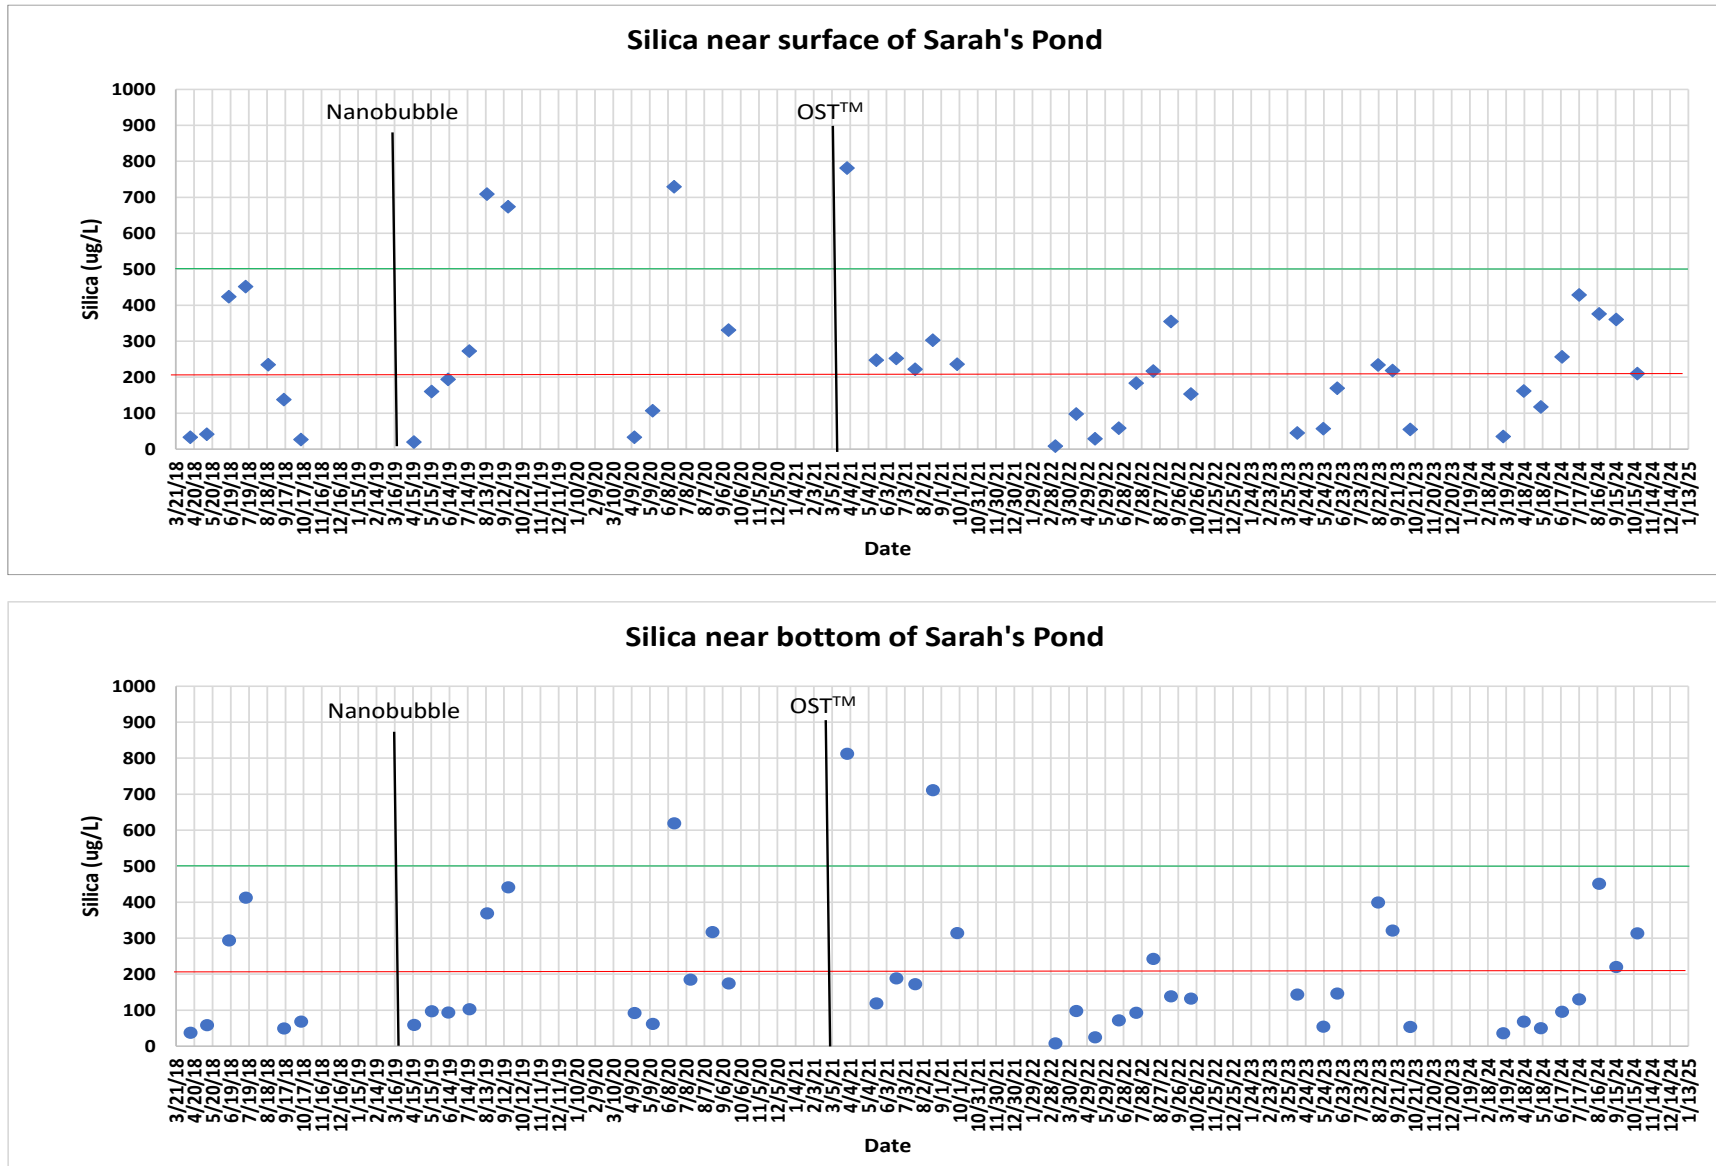 Silica near surface of Sarah's Pond
Silica (ug/L)
1000
900
800
700
600
500
400
300
200
100
0
Nanobubble
OST™
3/21/18 4/20/18 5/20/18 6/19/18 7/19/18 8/18/18 9/17/18 10/17/18 11/16/18 12/16/18 1/15/19 2/14/19 3/16/19 4/15/19 5/15/19 6/14/19 7/14/19 8/13/19 9/12/19 10/12/19 11/11/19 12/11/19 1/10/20 2/9/20 3/10/20 4/9/20 5/9/20 6/8/20 7/8/20 8/7/20 9/6/20 10/6/20 11/5/20 12/5/20 1/4/21 2/3/21 3/5/21 4/4/21 5/4/21 6/3/21 7/3/21 8/2/21 9/1/21 10/1/21 10/31/21 11/30/21 12/30/21 1/29/22 2/28/22 3/30/22 4/29/22 5/29/22 6/28/22 7/28/22 8/27/22 9/26/22 10/26/22 11/25/22 12/25/22 1/24/23 2/23/23 3/25/23 4/24/23 5/24/23 6/23/23 7/23/23 8/22/23 9/21/23 10/21/23 11/20/23 12/20/23 1/19/24 2/18/24 3/19/24 4/18/24 5/18/24 6/17/24 7/17/24 8/16/24 9/15/24 10/15/24 11/14/24 12/14/24 1/13/25
Date
Silica near bottom of Sarah's Pond
Silica (ug/L)
1000
900
800
700
600
500
400
300
200
100
0
Nanobubble
OST™
3/21/18 4/20/18 5/20/18 6/19/18 7/19/18 8/18/18 9/17/18 10/17/18 11/16/18 12/16/18 1/15/19 2/14/19 3/16/19 4/15/19 5/15/19 6/14/19 7/14/19 8/13/19 9/12/19 10/12/19 11/11/19 12/11/19 1/10/20 2/9/20 3/10/20 4/9/20 5/9/20 6/8/20 7/8/20 8/7/20 9/6/20 10/6/20 11/5/20 12/5/20 1/4/21 2/3/21 3/5/21 4/4/21 5/4/21 6/3/21 7/3/21 8/2/21 9/1/21 10/1/21 10/31/21 11/30/21 12/30/21 1/29/22 2/28/22 3/30/22 4/29/22 5/29/22 6/28/22 7/28/22 8/27/22 9/26/22 10/26/22 11/25/22 12/25/22 1/24/23 2/23/23 3/25/23 4/24/23 5/24/23 6/23/23 7/23/23 8/22/23 9/21/23 10/21/23 11/20/23 12/20/23 1/19/24 2/18/24 3/19/24 4/18/24 5/18/24 6/17/24 7/17/24 8/16/24 9/15/24 10/15/24 11/14/24 12/14/24 1/13/25
Date